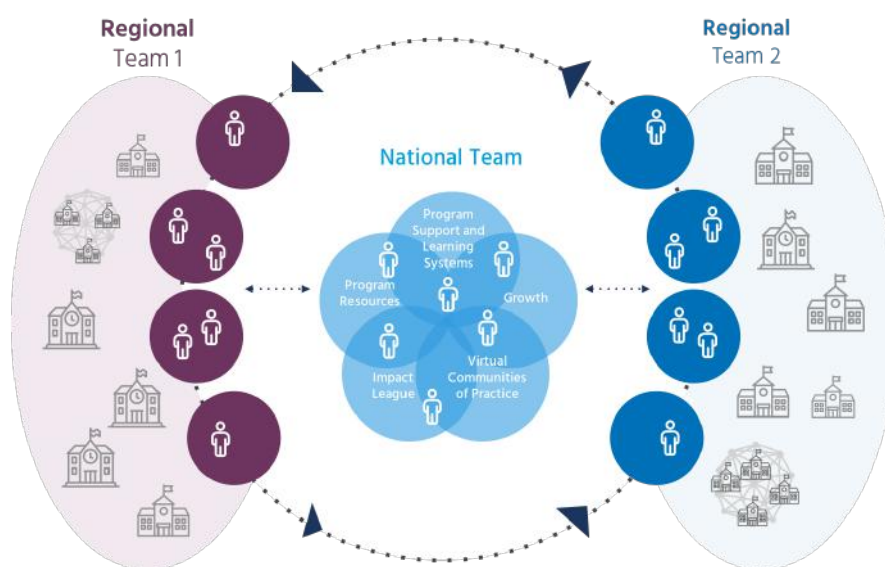 Regional
Team 1
Regional
Team 2
National Team
Program
Support and
Learning
Systems
Program
Resources
Growth
Impact
League
Virtual
Communities
of Practice